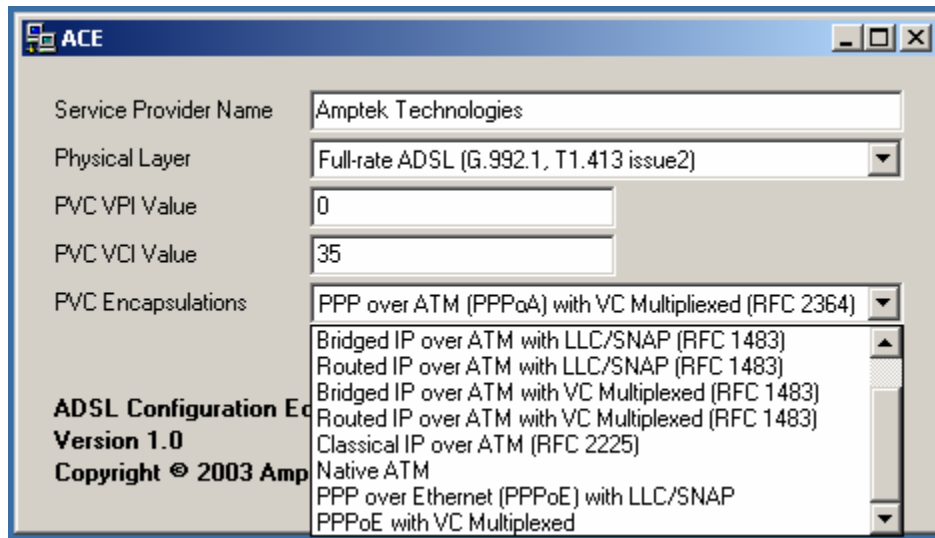 ACE
Service Provider Name Amptek Technologies
Physical Layer Full-rate ADSL (G.992.1, T1.413 issue2)
PVC VPI Value 0
PVC VCI Value 35
PVC Encapsulations PPP over ATM (PPPoA) with VC Multipliexed (RFC 2364)
Bridged IP over ATM with LLC/SNAP (RFC 1483)
Routed IP over ATM with LLC/SNAP (RFC 1483)
Bridged IP over ATM with VC Multiplexed (RFC 1483)
Routed IP over ATM with VC Multiplexed (RFC 1483)
Classical IP over ATM (RFC 2225)
Native ATM
PPP over Ethernet (PPPoE) with LLC/SNAP
PPPoE with VC Multiplexed
ADSL Configuration
Version 1.0
Copyright © 2003 Amp